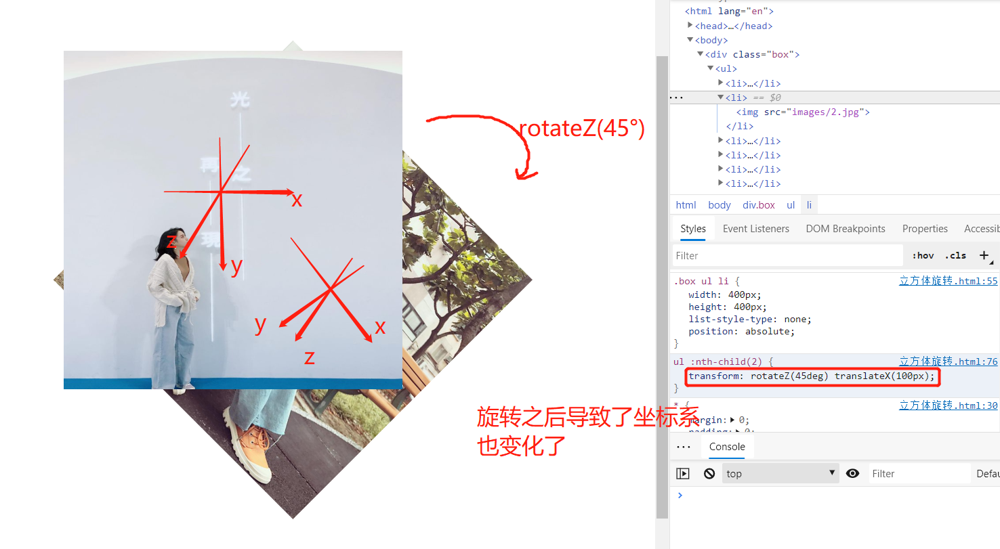 光
再
之
現
x
y
z
x
y
z
rotateZ(45°)
旋转之后导致了坐标系
也变化了
<html lang="en">
<head>…</head>
<body>
<div class="box">
<ul>
<li>…</li>
<li> == $0
<img src="images/2.jpg">
</li>
<li>…</li>
<li>…</li>
<li>…</li>
<li>…</li>
html body div.box ul li
Styles Event Listeners DOM Breakpoints Properties Accessib
Filter :hov .cls +
.box ul li { 立方体旋转.html:55
width: 400px;
height: 400px;
list-style-type: none;
position: absolute;
}
ul :nth-child(2) { 立方体旋转.html:76
transform: rotateZ(45deg) translateX(100px);
}
* { 立方体旋转.html:30
margin: 0;
padding: 0;
Console
top Filter Defau